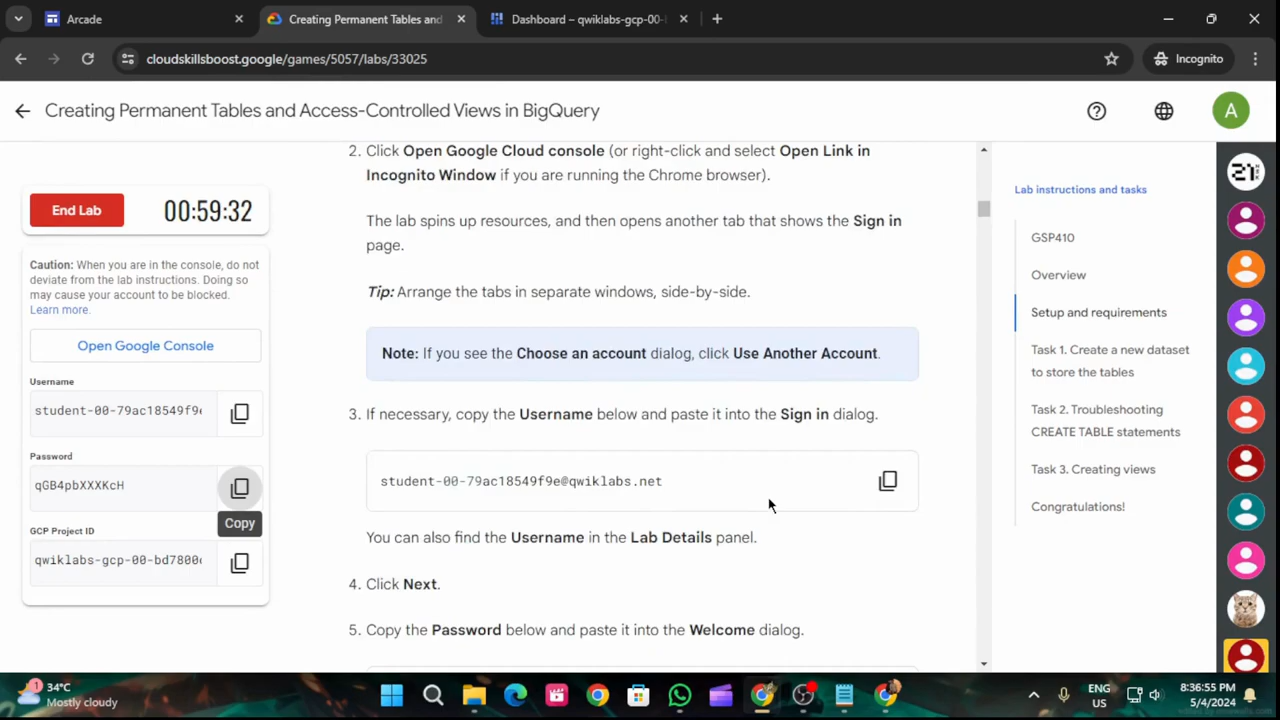 Arcade
Creating Permanent Tables and
Dashboard – qwiklabs-gcp-00-
cloudskillsboost.google/games/5057/labs/33025
Incognito
Creating Permanent Tables and Access-Controlled Views in BigQuery
A
End Lab
00:59:32
Caution: When you are in the console, do not
deviate from the lab instructions. Doing so
may cause your account to be blocked.
Learn more.
Open Google Console
Username
student-00-79ac18549f9e
Password
qGB4pbXXXKcH
Copy
GCP Project ID
qwiklabs-gcp-00-bd7800
2. Click Open Google Cloud console (or right-click and select Open Link in
Incognito Window if you are running the Chrome browser).
The lab spins up resources, and then opens another tab that shows the Sign in
page.
Tip: Arrange the tabs in separate windows, side-by-side.
Note: If you see the Choose an account dialog, click Use Another Account.
3. If necessary, copy the Username below and paste it into the Sign in dialog.
student-00-79ac18549f9e@qwiklabs.net
You can also find the Username in the Lab Details panel.
4. Click Next.
5. Copy the Password below and paste it into the Welcome dialog.
Lab instructions and tasks
GSP410
Overview
Setup and requirements
Task 1. Create a new dataset
to store the tables
Task 2. Troubleshooting
CREATE TABLE statements
Task 3. Creating views
Congratulations!
1
34°C
Mostly cloudy
ENG
US
8:36:55 PM
5/4/2024